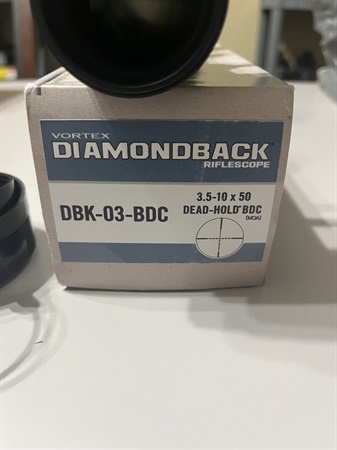 VORTEX
DIAMONDBACK
RIFLESCOPE
DBK-03-BDC
3.5-10 x 50
DEAD-HOLD® BDC
(MOA)